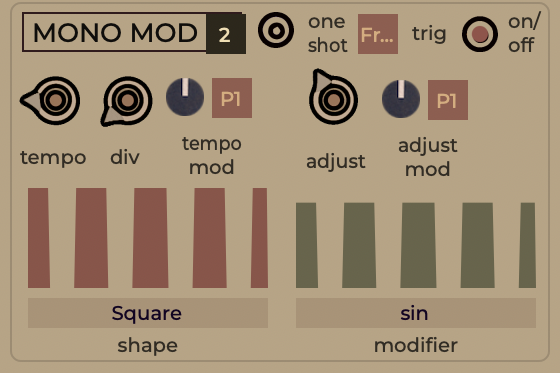 MONO MOD 2
one shot
Fr...
trig
on/ off
P1
P1
tempo
div
tempo mod
adjust
adjust mod
Square
sin
shape
modifier